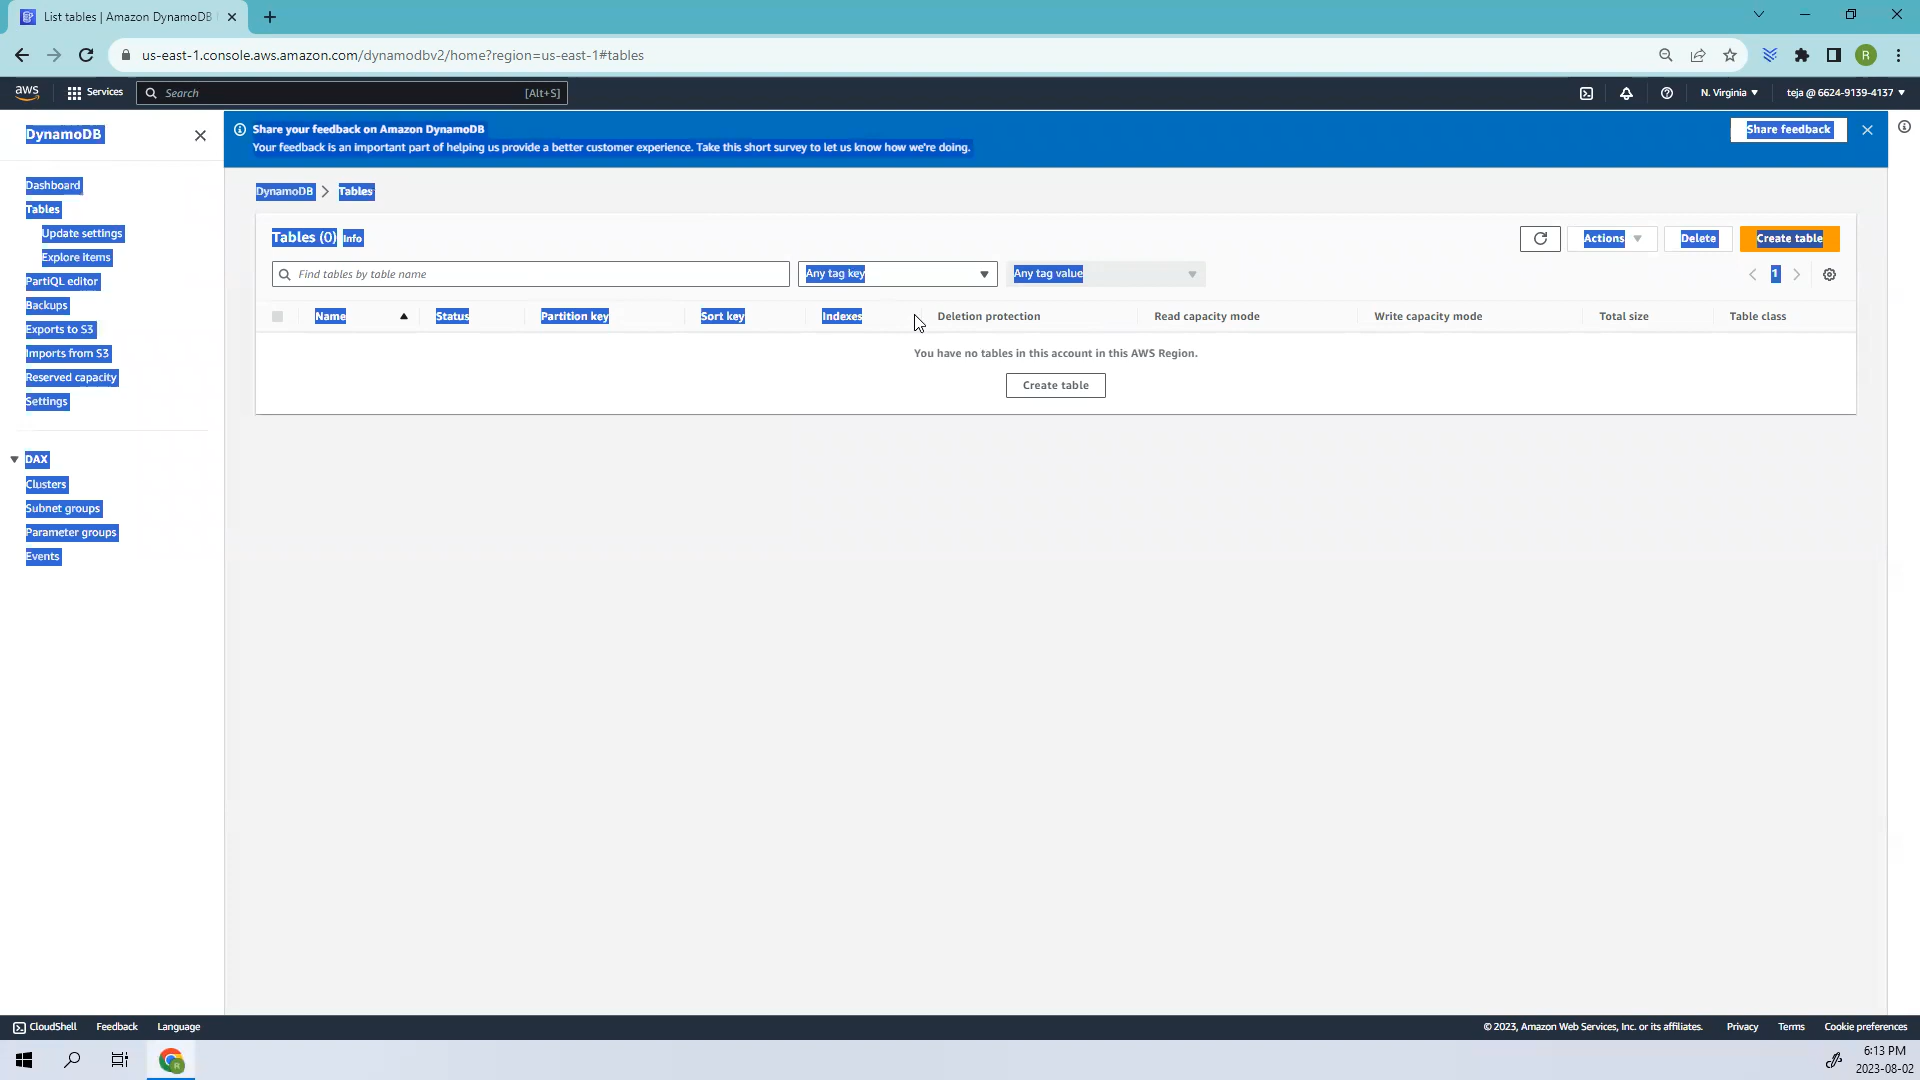 List tables | Amazon DynamoDB
us-east-1.console.aws.amazon.com/dynamodbv2/home?region=us-east-1#tables
R
aws
Services
Search
[Alt+S]
N. Virginia
teja @ 6624-9139-4137
DynamoDB
Dashboard
Tables
Update settings
Explore items
PartiQL editor
Backups
Exports to S3
Imports from S3
Reserved capacity
Settings
DAX
Clusters
Subnet groups
Parameter groups
Events
Share your feedback on Amazon DynamoDB
Your feedback is an important part of helping us provide a better customer experience. Take this short survey to let us know how we're doing.
Share feedback
DynamoDB > Tables
Tables (0) Info
Actions
Delete
Create table
Find tables by table name
Any tag key
Any tag value
1
Name Status Partition key Sort key Indexes Deletion protection Read capacity mode Write capacity mode Total size Table class
You have no tables in this account in this AWS Region.
Create table
CloudShell Feedback Language
© 2023, Amazon Web Services, Inc. or its affiliates. Privacy Terms Cookie preferences
R
6:13 PM
2023-08-02